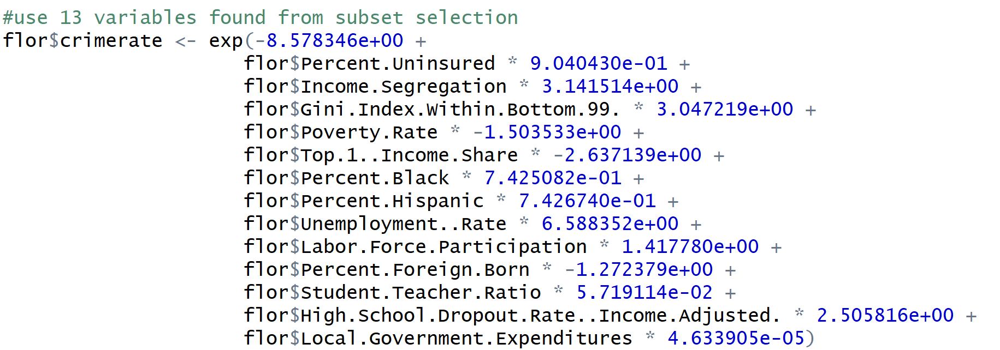 #use 13 variables found from subset selection
flor$crimerate <- exp(-8.578346e+00 +
flor$Percent.Uninsured * 9.040430e-01 +
flor$Income.Segregation * 3.141514e+00 +
flor$Gini.Index.Within.Bottom.99. * 3.047219e+00 +
flor$Poverty.Rate * -1.503533e+00 +
flor$Top.1..Income.Share * -2.637139e+00 +
flor$Percent.Black * 7.425082e-01 +
flor$Percent.Hispanic * 7.426740e-01 +
flor$Unemployment..Rate * 6.588352e+00 +
flor$Labor.Force.Participation * 1.417780e+00 +
flor$Percent.Foreign.Born * -1.272379e+00 +
flor$Student.Teacher.Ratio * 5.719114e-02 +
flor$High.School.Dropout.Rate..Income.Adjusted. * 2.505816e+00 +
flor$Local.Government.Expenditures * 4.633905e-05)